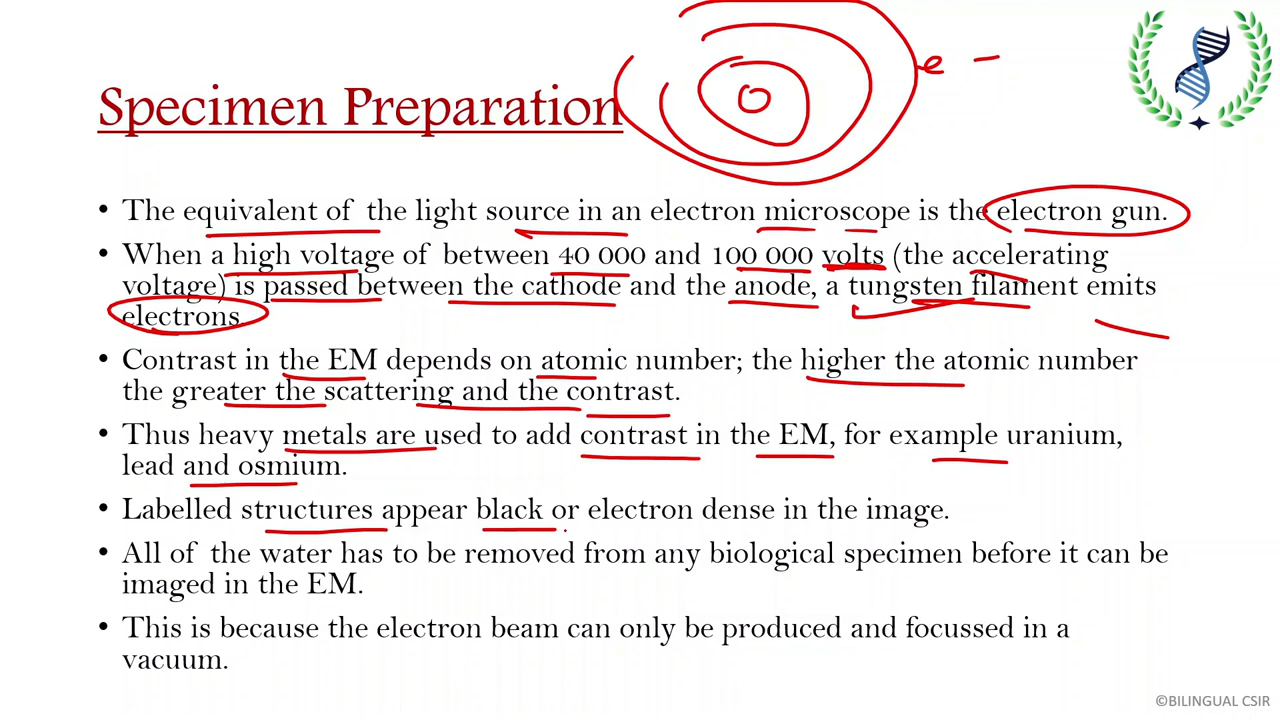 e -
Specimen Preparation
• The equivalent of the light source in an electron microscope is the electron gun.
• When a high voltage of between 40 000 and 100 000 volts (the accelerating
voltage) is passed between the cathode and the anode, a tungsten filament emits
electrons.
• Contrast in the EM depends on atomic number; the higher the atomic number
the greater the scattering and the contrast.
• Thus heavy metals are used to add contrast in the EM, for example uranium,
lead and osmium.
• Labelled structures appear black or electron dense in the image.
• All of the water has to be removed from any biological specimen before it can be
imaged in the EM.
• This is because the electron beam can only be produced and focussed in a
vacuum.
©BILINGUAL CSIR